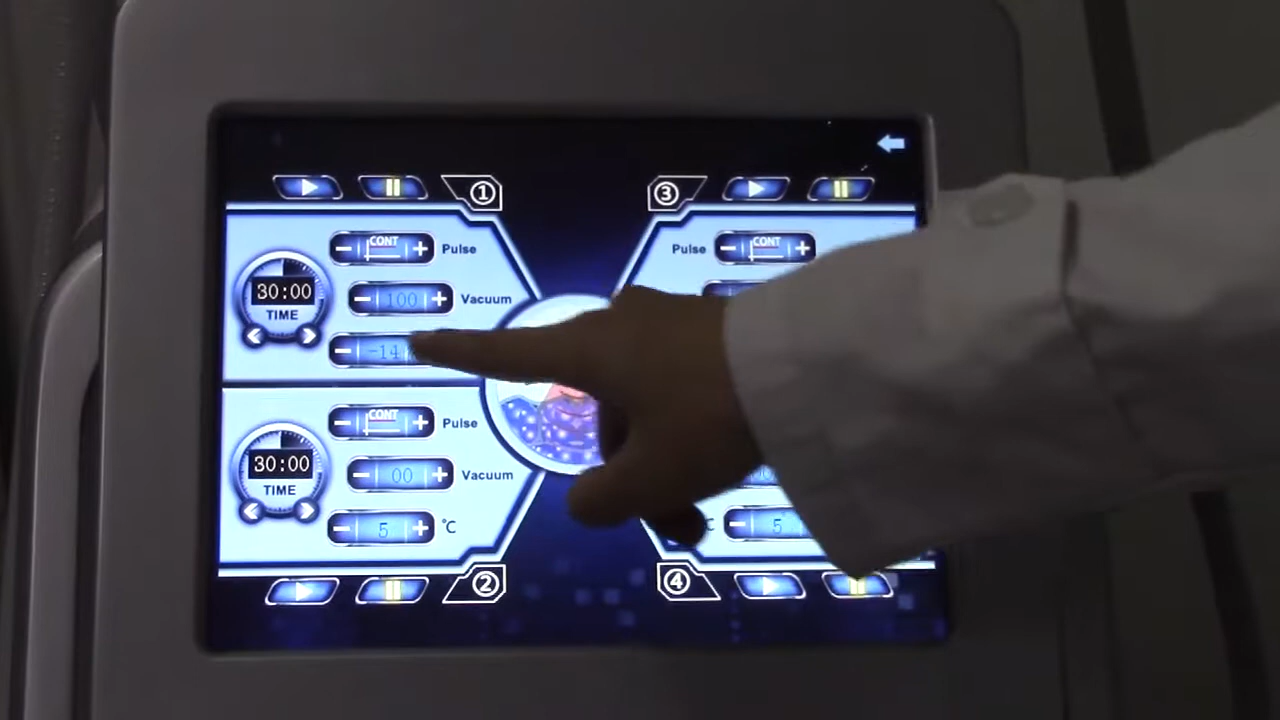 ①
CONT Pulse
30:00
TIME
100 Vacuum
-14
CONT Pulse
30:00
TIME
00 Vacuum
5 °C
②
③
Pulse CONT
5
④